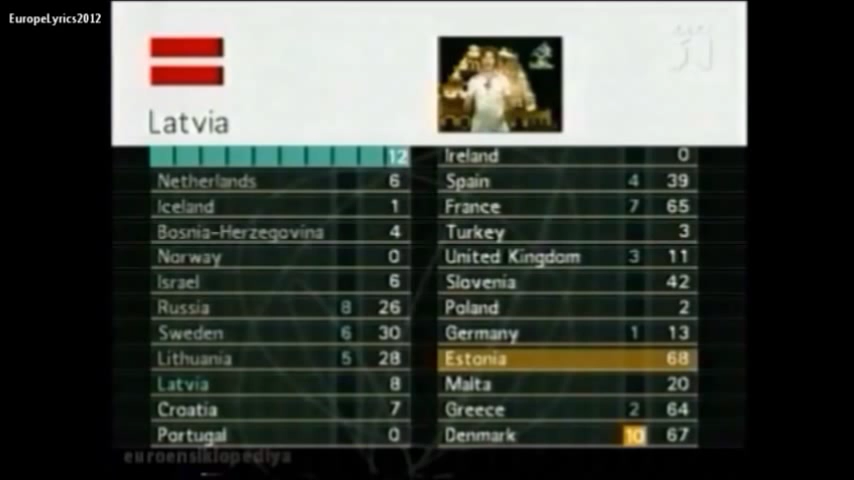 EuropeLyrics2012
Latvia
12
Netherlands 6
Iceland 1
Bosnia-Herzegovina 4
Norway 0
Israel 6
Russia 8 26
Sweden 6 30
Lithuania 5 28
Latvia 8
Croatia 7
Portugal 0
Ireland 0
Spain 4 39
France 7 65
Turkey 3
United Kingdom 3 11
Slovenia 42
Poland 2
Germany 1 13
Estonia 68
Malta 20
Greece 2 64
Denmark 10 67
euroensiklopediya